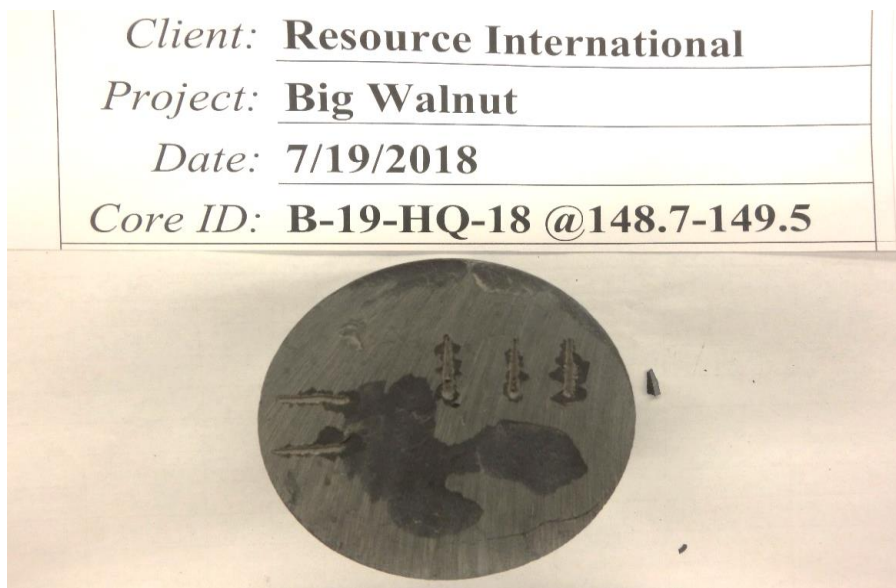 Client: Resource International
Project: Big Walnut
Date: 7/19/2018
Core ID: B-19-HQ-18 @148.7-149.5